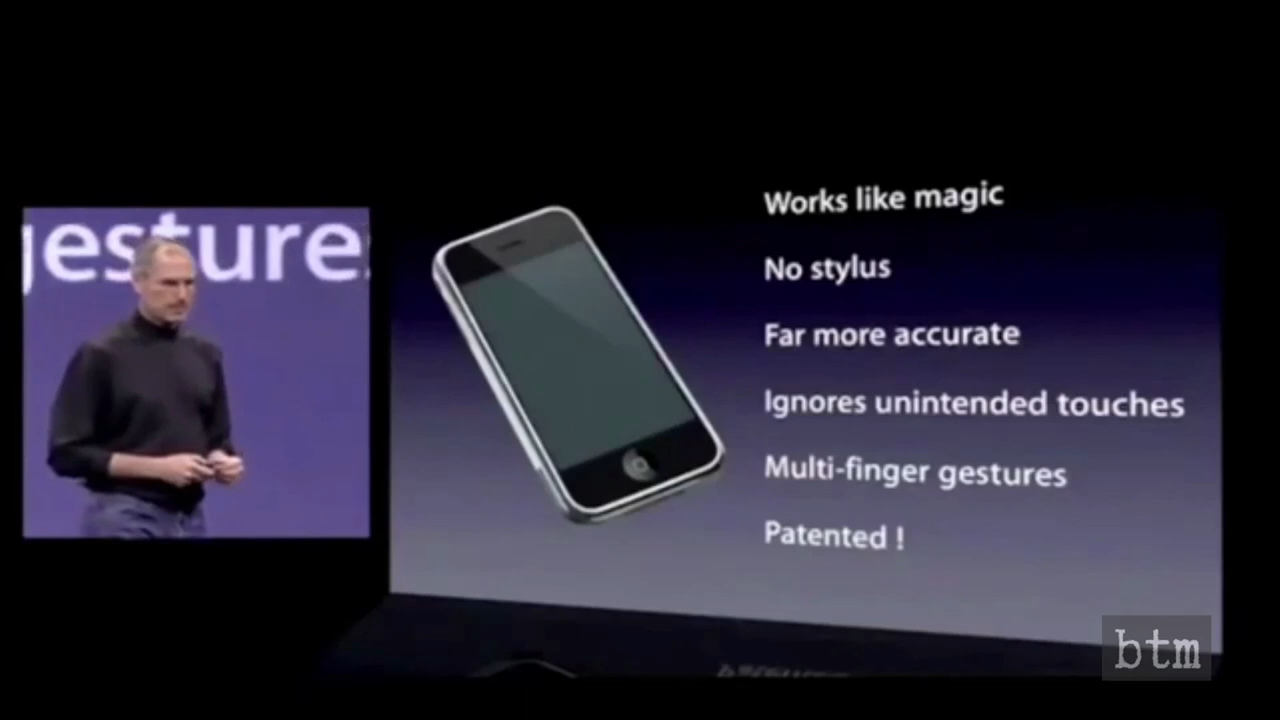 gesture
Works like magic
No stylus
Far more accurate
Ignores unintended touches
Multi-finger gestures
Patented !
btm